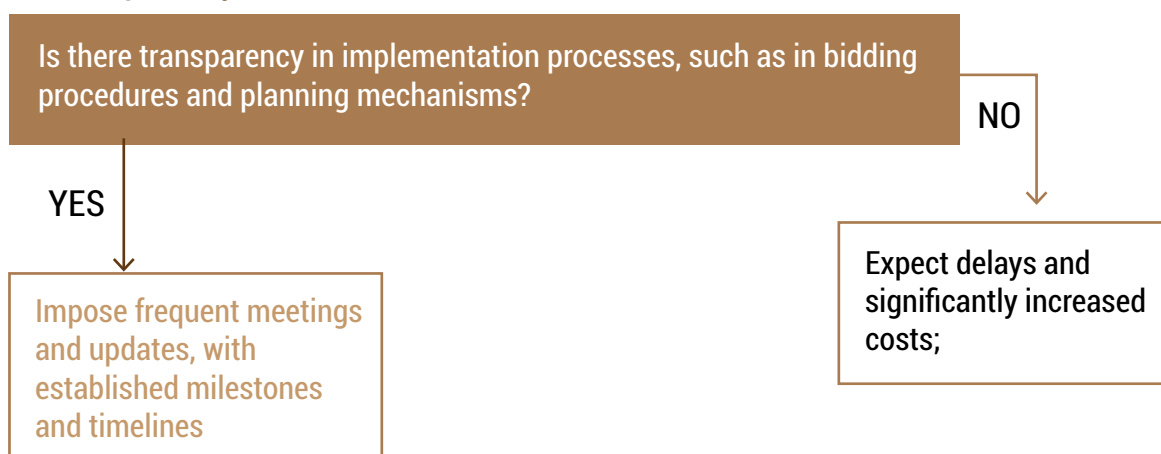 Is there transparency in implementation processes, such as in bidding
procedures and planning mechanisms?
NO
YES
Expect delays and
significantly increased
costs;
Impose frequent meetings
and updates, with
established milestones
and timelines